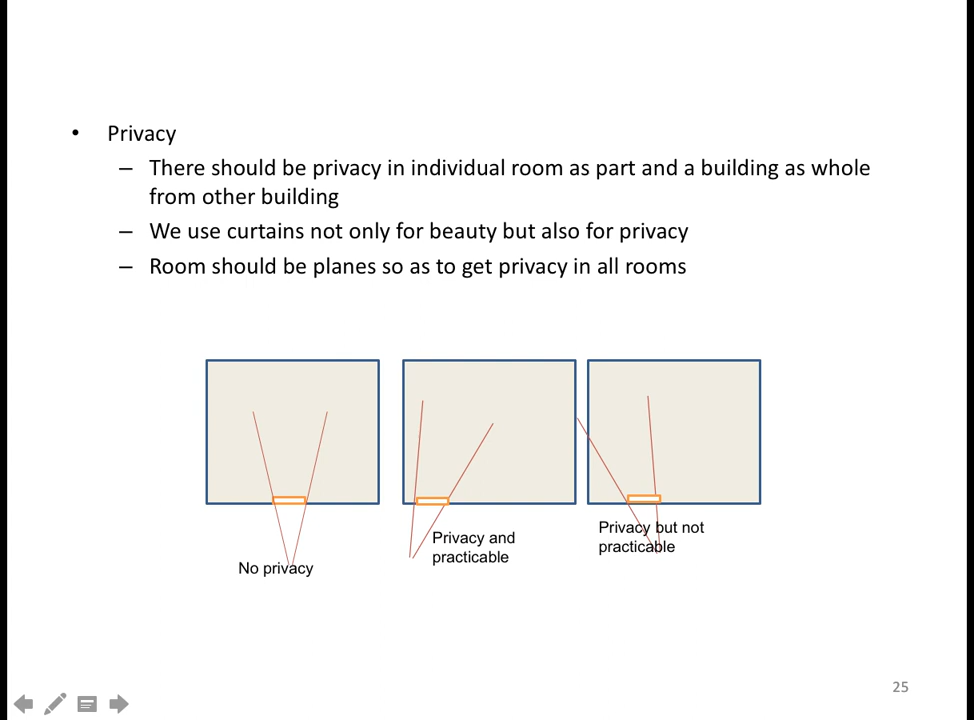 • Privacy
– There should be privacy in individual room as part and a building as whole
from other building
– We use curtains not only for beauty but also for privacy
– Room should be planes so as to get privacy in all rooms
No privacy
Privacy and
practicable
Privacy but not
practicable
25